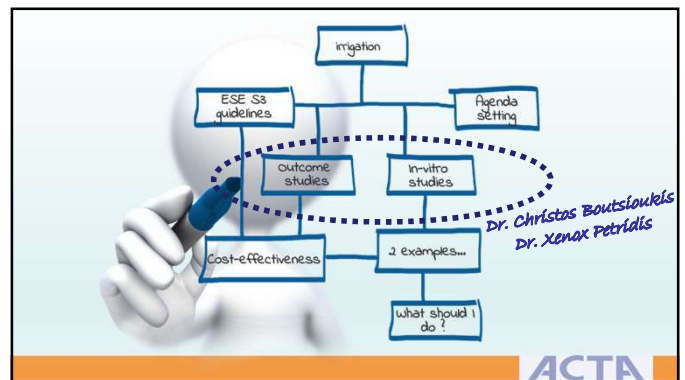 irrigation
ESE S3
guidelines
Agenda
setting
Outcome
studies
In-vitro
studies
Dr. Christos Boutsioukis
Dr. Xenox Petridis
Cost-effectiveness
2 examples...
What should I
do ?
ACTA